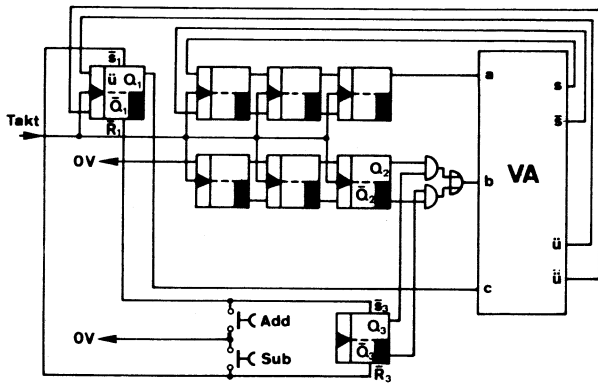 s̄₁
ü Q₁
Q̄₁
R̄₁
Takt
0V
Q₂
Q̄₂
a
b
c
VA
s
s̄
ü
ǖ
0V
Add
Sub
s̄₃
Q₃
Q̄₃
R̄₃